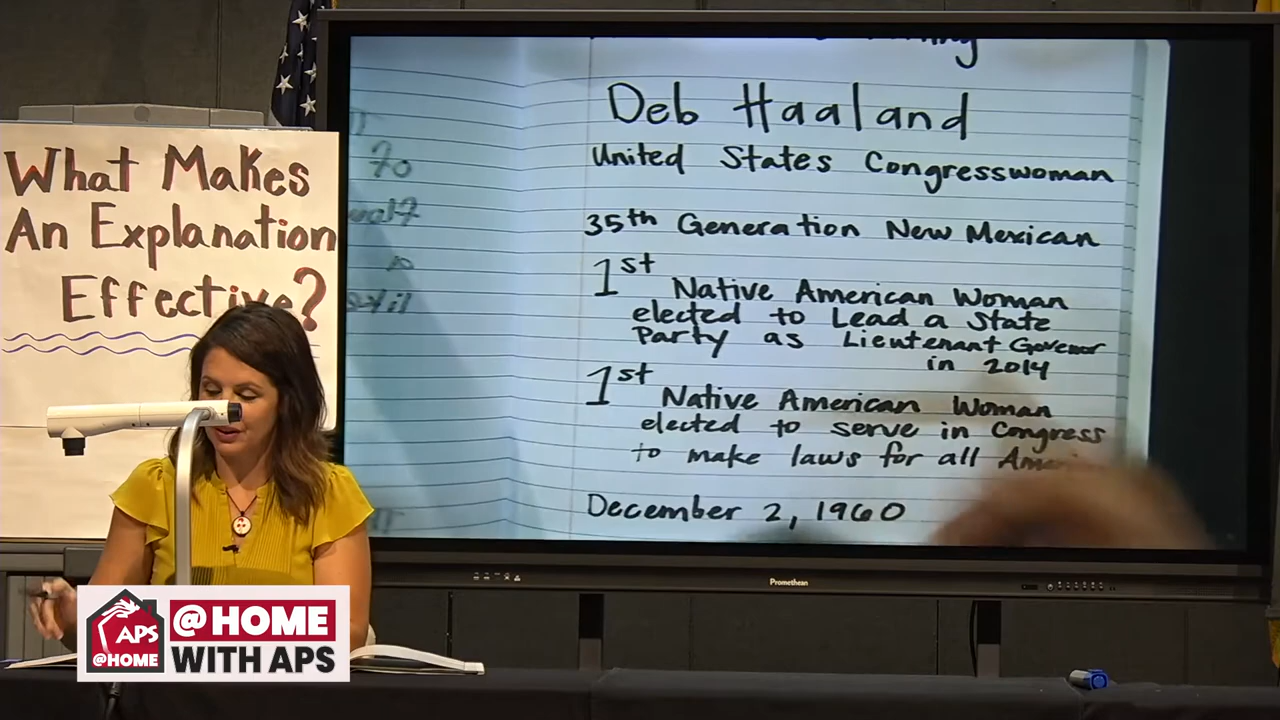 What Makes
An Explanation
Effective?
Deb Haaland
United States Congresswoman
35th Generation New Mexican
1st Native American Woman
elected to Lead a State
Party as Lieutenant Govenor
in 2014
1st Native American Woman
elected to serve in Congress
to make laws for all
December 2, 1960
Promethean
APS
@HOME
@HOME
WITH APS